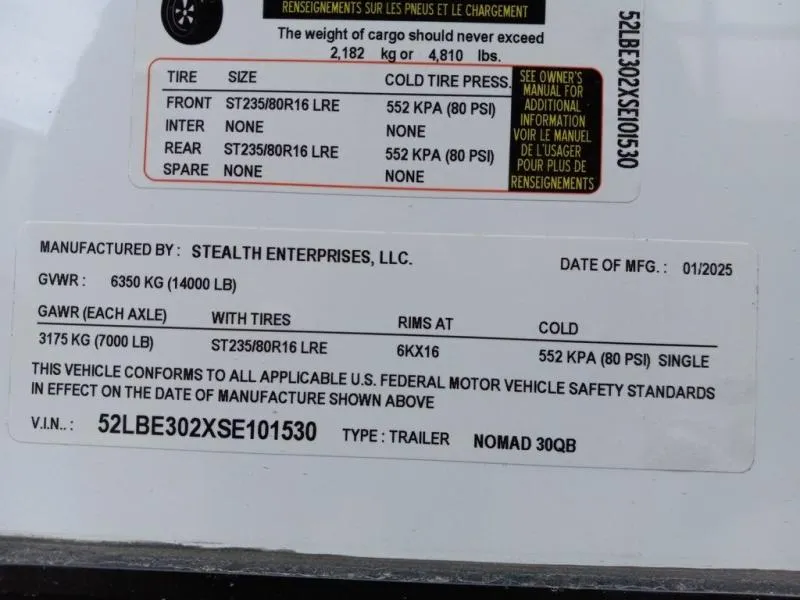 RENSEIGNEMENTS SUR LES PNEUS ET LE CHARGEMENT
The weight of cargo should never exceed
2,182 kg or 4,810 lbs.
TIRE SIZE COLD TIRE PRESS.
FRONT ST235/80R16 LRE 552 KPA (80 PSI)
INTER NONE NONE
REAR ST235/80R16 LRE 552 KPA (80 PSI)
SPARE NONE NONE
SEE OWNER'S
MANUAL FOR
ADDITIONAL
INFORMATION
VOIR LE MANUEL
DE L'USAGER
POUR PLUS DE
RENSEIGNEMENTS
52LBE302XSE101530
MANUFACTURED BY : STEALTH ENTERPRISES, LLC. DATE OF MFG. : 01/2025
GVWR : 6350 KG (14000 LB)
GAWR (EACH AXLE) WITH TIRES RIMS AT COLD
3175 KG (7000 LB) ST235/80R16 LRE 6KX16 552 KPA (80 PSI) SINGLE
THIS VEHICLE CONFORMS TO ALL APPLICABLE U.S. FEDERAL MOTOR VEHICLE SAFETY STANDARDS
IN EFFECT ON THE DATE OF MANUFACTURE SHOWN ABOVE
V.I.N.. : 52LBE302XSE101530 TYPE : TRAILER NOMAD 30QB